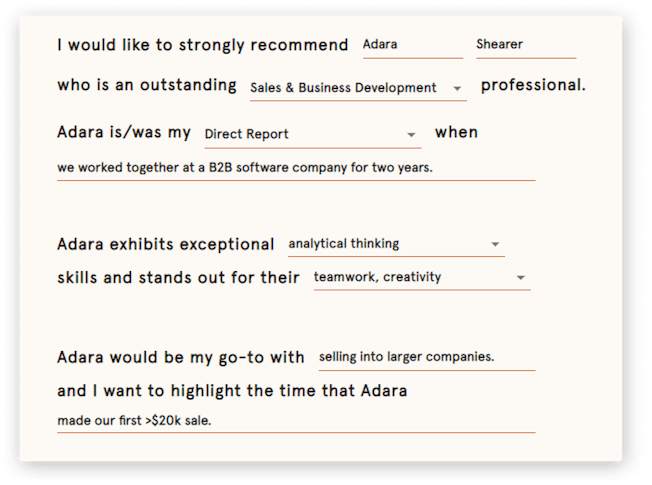 I would like to strongly recommend Adara Shearer
who is an outstanding Sales & Business Development professional.
Adara is/was my Direct Report when
we worked together at a B2B software company for two years.
Adara exhibits exceptional analytical thinking
skills and stands out for their teamwork, creativity
Adara would be my go-to with selling into larger companies.
and I want to highlight the time that Adara
made our first >$20k sale.